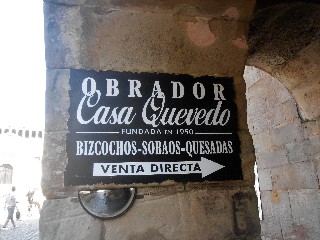 OBRADOR
Casa Quevedo
FUNDADA EN 1950
BIZCOCHOS-SOBAOS-QUESADAS
VENTA DIRECTA